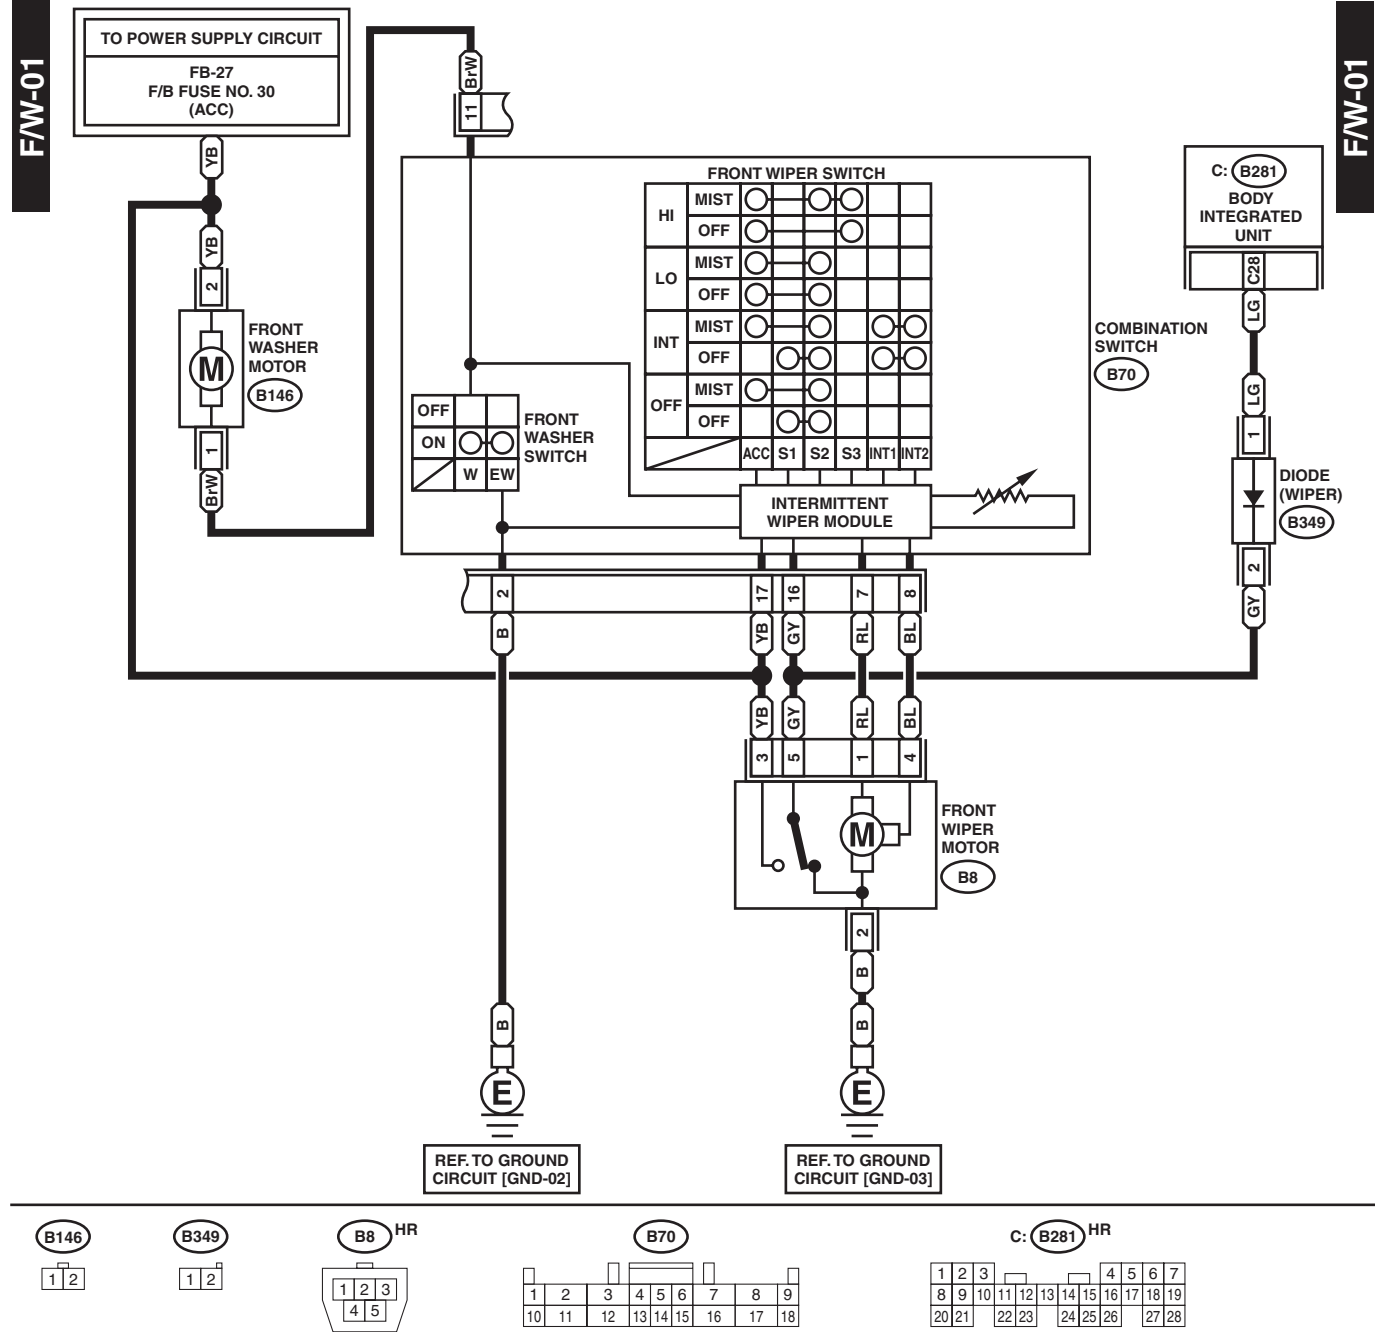 F/W-01
F/W-01
TO POWER SUPPLY CIRCUIT
FB-27
F/B FUSE NO. 30
(ACC)
YB
YB
2
M
FRONT
WASHER
MOTOR
B146
1
BrW
BrW
11
FRONT WIPER SWITCH
HI
MIST
OFF
LO
MIST
OFF
INT
MIST
OFF
OFF
MIST
OFF
ACC S1 S2 S3 INT1 INT2
OFF
ON
W EW
FRONT
WASHER
SWITCH
INTERMITTENT
WIPER MODULE
COMBINATION
SWITCH
B70
C: B281
BODY
INTEGRATED
UNIT
C28
LG
LG
1
DIODE
(WIPER)
B349
2
GY
2 17 16 7 8
B YB GY RL BL
YB GY RL BL
3 5 1 4
M
FRONT
WIPER
MOTOR
B8
2
B
B B
E E
REF. TO GROUND
CIRCUIT [GND-02]
REF. TO GROUND
CIRCUIT [GND-03]
B146
1 2
B349
1 2
B8 HR
1 2 3
4 5
B70
1 2 3 4 5 6 7 8 9
10 11 12 13 14 15 16 17 18
C: B281 HR
1 2 3 4 5 6 7
8 9 10 11 12 13 14 15 16 17 18 19
20 21 22 23 24 25 26 27 28